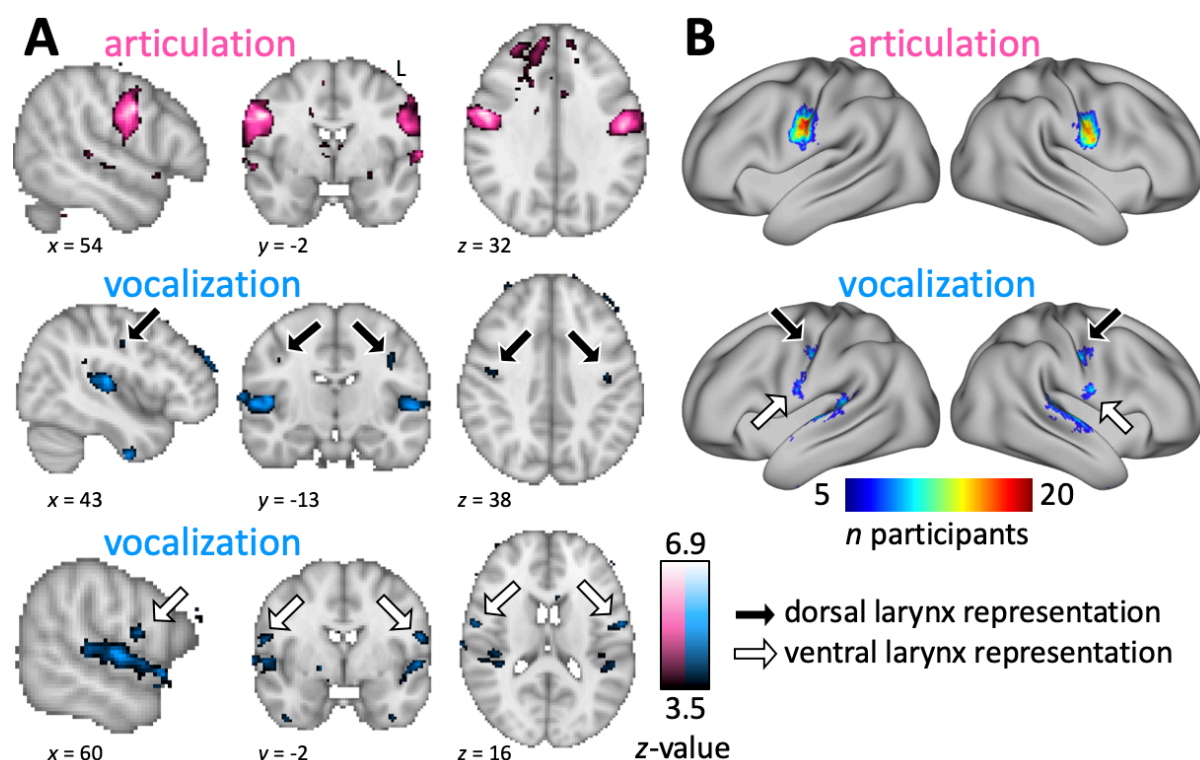 A
articulation
L
x = 54
y = -2
z = 32
vocalization
x = 43
y = -13
z = 38
vocalization
x = 60
y = -2
z = 16
6.9
3.5
z-value
B
articulation
vocalization
5
20
n participants
dorsal larynx representation
ventral larynx representation